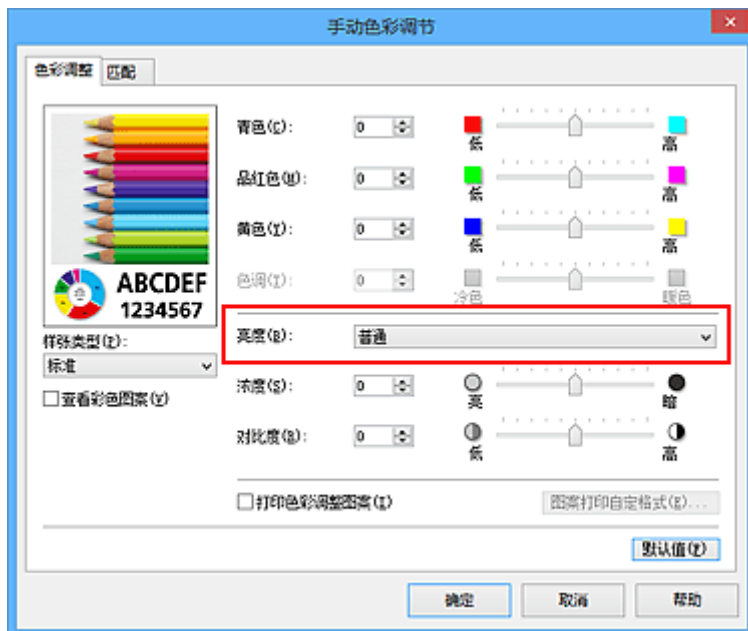 手动色彩调节
色彩调整 匹配
ABCDEF
1234567
样张类型(E):
标准
查看彩色图案(Y)
青色(C): 0 低 高
品红色(M): 0 低 高
黄色(Y): 0 低 高
色调(T): 0 冷色 暖色
亮度(B): 普通
浓度(S): 0 亮 暗
对比度(R): 0 低 高
打印色彩调整图案(I) 图案打印自定格式(E)...
默认值(F)
确定 取消 帮助